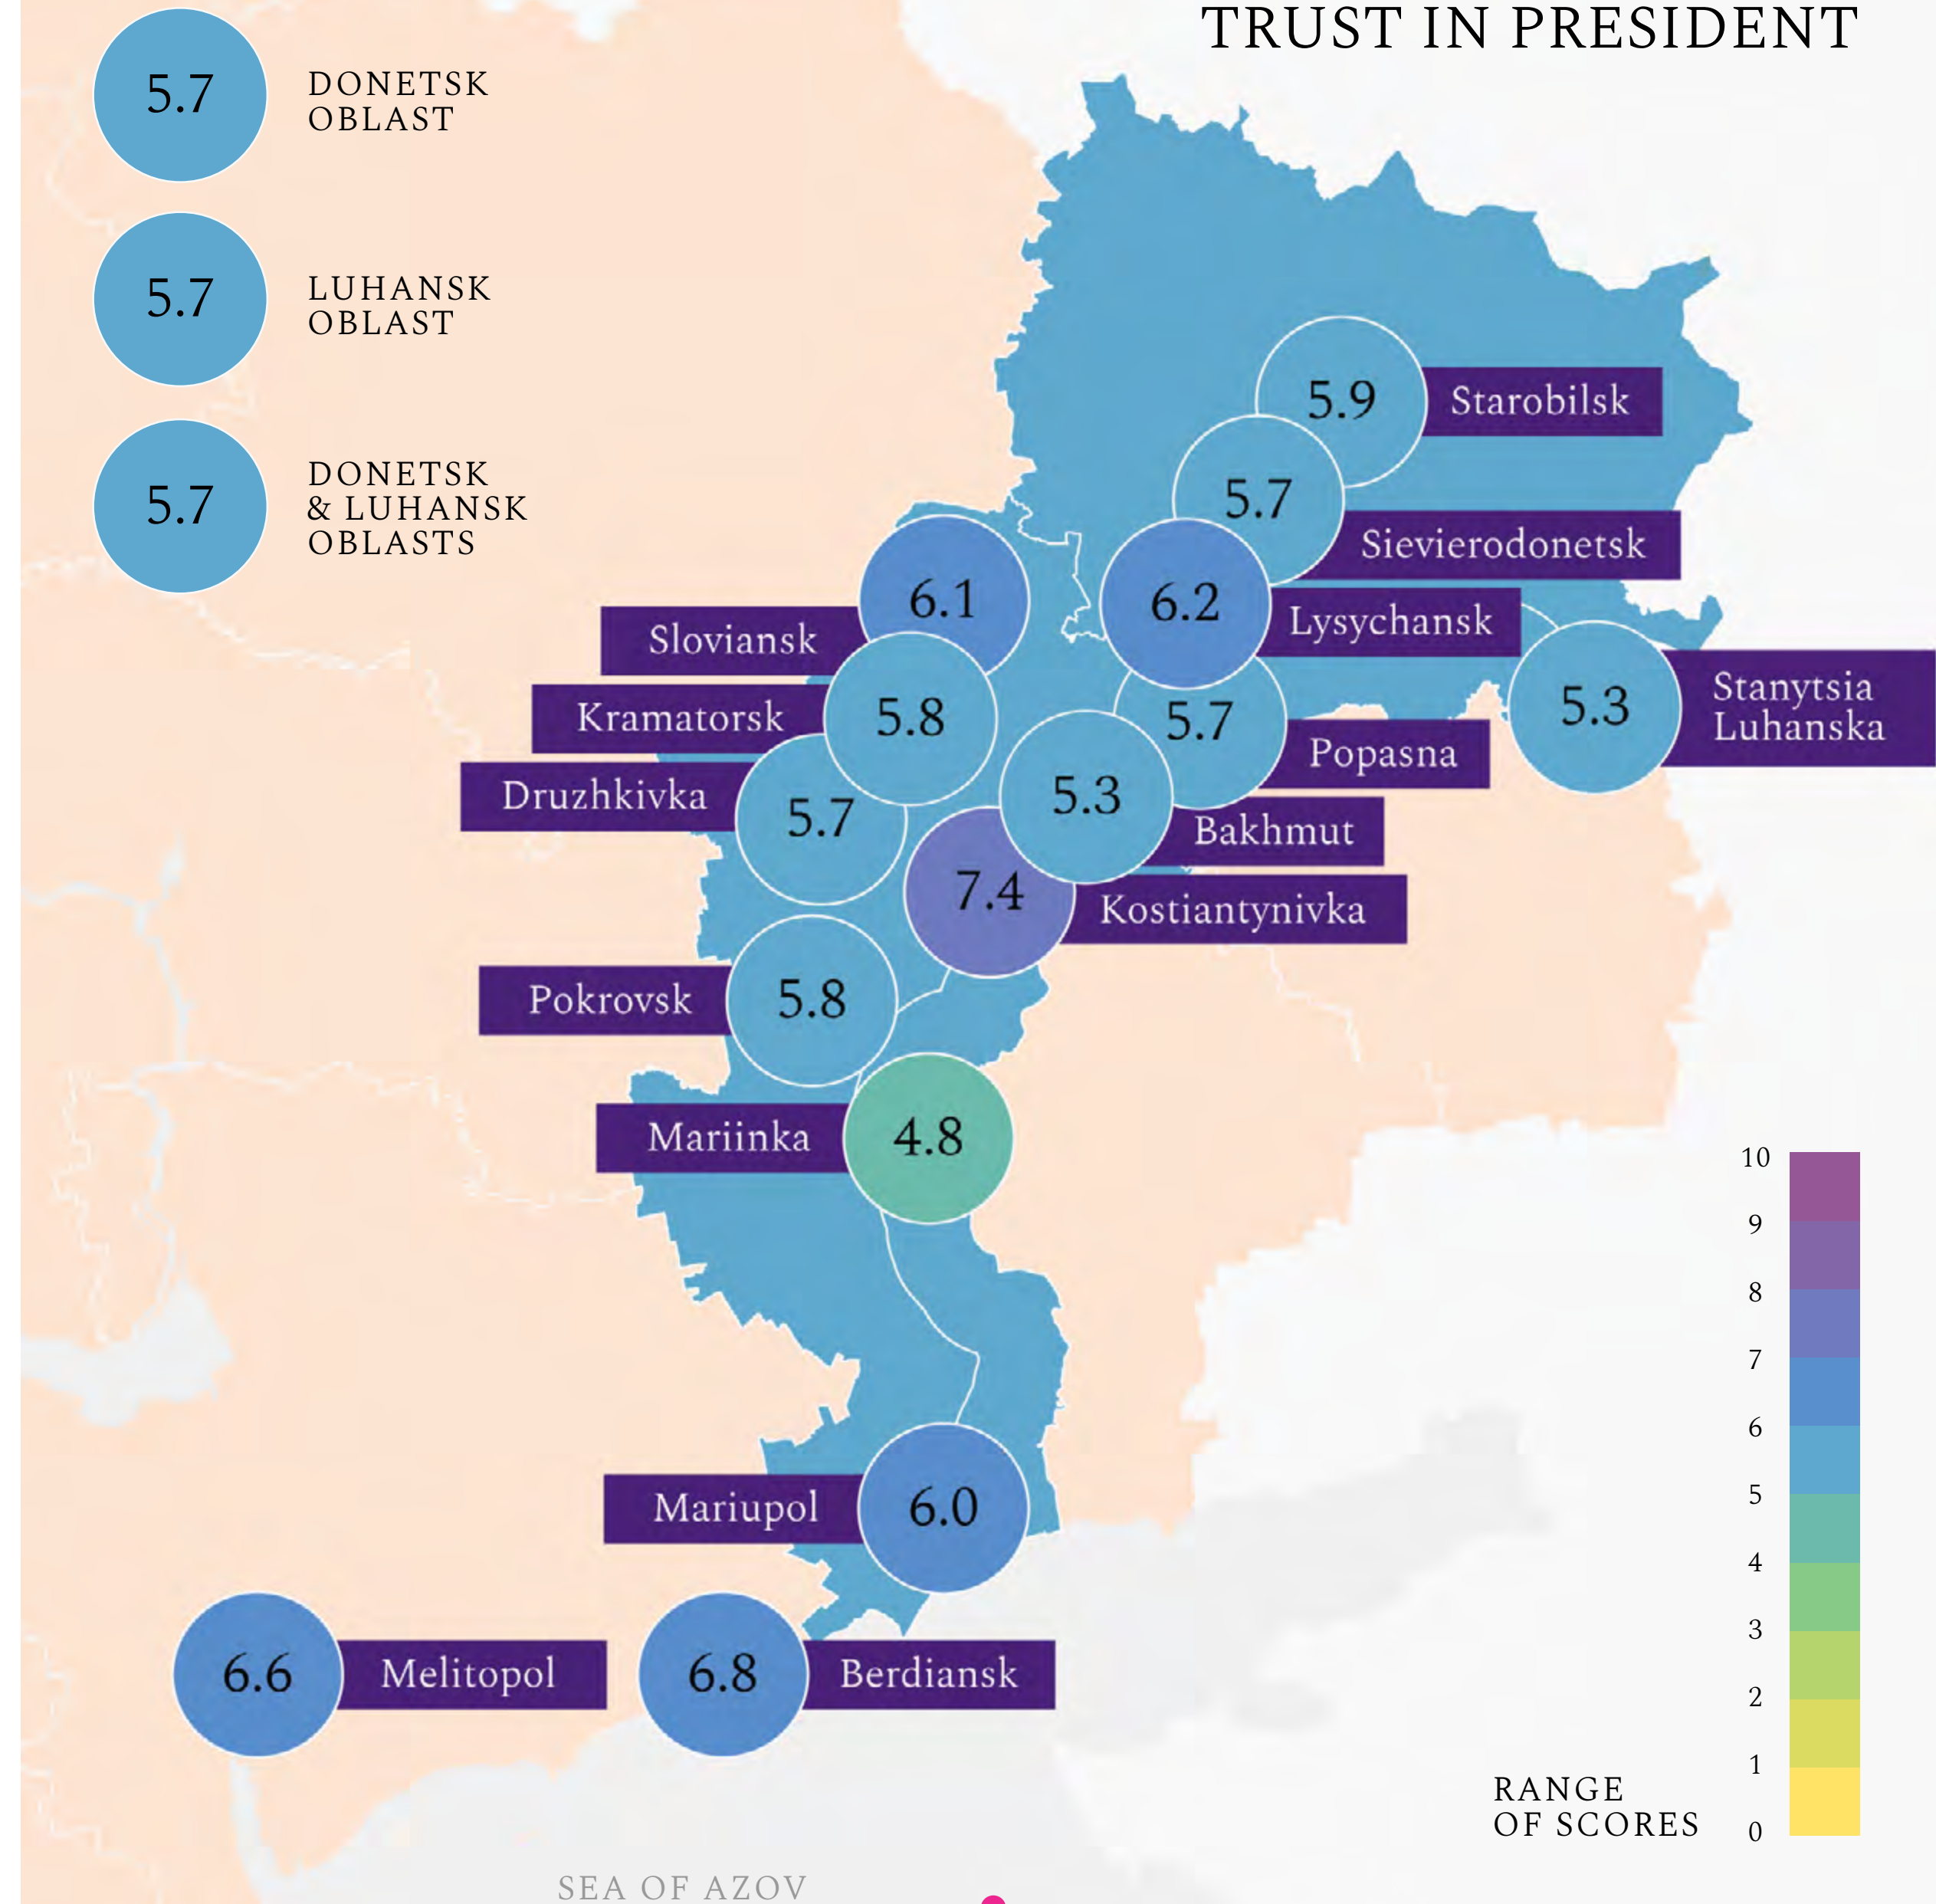 TRUST IN PRESIDENT
5.7
DONETSK
OBLAST
5.7
LUHANSK
OBLAST
5.7
DONETSK
& LUHANSK
OBLASTS
5.9
Starobilsk
5.7
Sievierodonetsk
6.1
Sloviansk
6.2
Lysychansk
5.8
Kramatorsk
5.7
Popasna
5.3
Stanytsia
Luhanska
5.7
Druzhkivka
5.3
Bakhmut
7.4
Kostiantynivka
Pokrovsk
5.8
Mariinka
4.8
Mariupol
6.0
6.6
Melitopol
6.8
Berdiansk
10
9
8
7
6
5
4
3
2
1
0
RANGE
OF SCORES
SEA OF AZOV